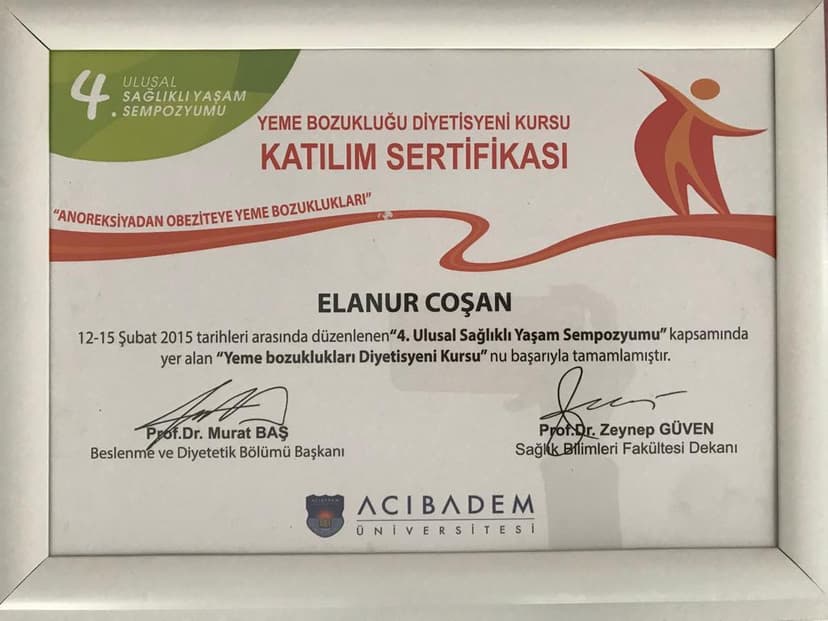 4. ULUSAL
SAĞLIKLI YAŞAM
SEMPOZYUMU
YEME BOZUKLUĞU DİYETİSYENİ KURSU
KATILIM SERTİFİKASI
“ANOREKSİYADAN OBEZİTEYE YEME BOZUKLUKLARI”
ELANUR COŞAN
12-15 Şubat 2015 tarihleri arasında düzenlenen“4. Ulusal Sağlıklı Yaşam Sempozyumu” kapsamında
yer alan “Yeme bozuklukları Diyetisyeni Kursu” nu başarıyla tamamlamıştır.
Prof.Dr. Murat BAŞ
Beslenme ve Diyetetik Bölümü Başkanı
Prof.Dr. Zeynep GÜVEN
Sağlık Bilimleri Fakültesi Dekanı
ACIBADEM
ÜNİVERSİTESİ